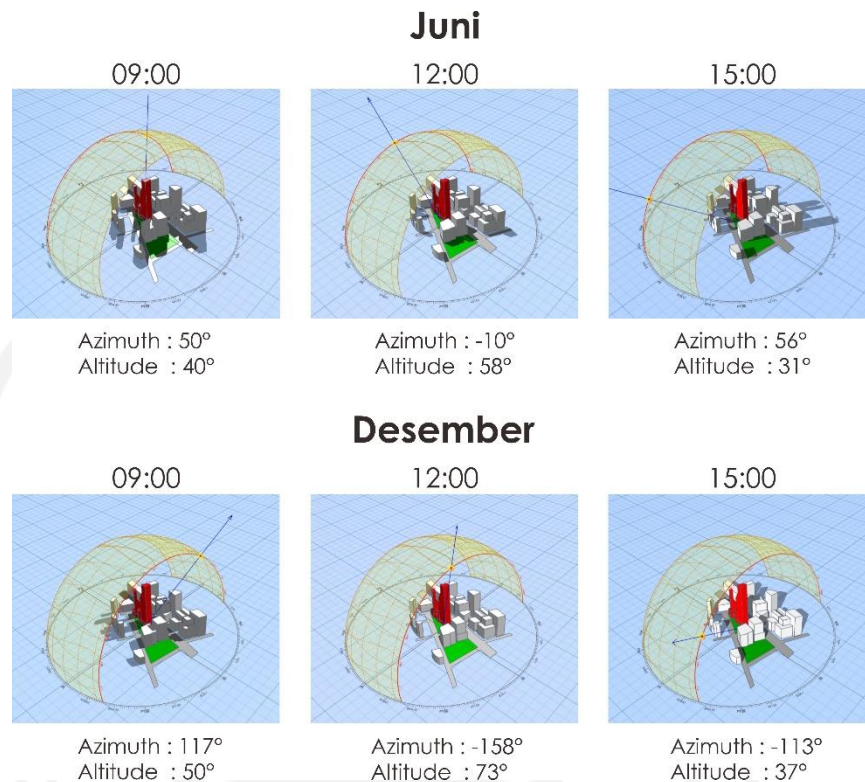 Juni
09:00 12:00 15:00
Azimuth : 50° Azimuth : -10° Azimuth : 56°
Altitude : 40° Altitude : 58° Altitude : 31°
Desember
09:00 12:00 15:00
Azimuth : 117° Azimuth : -158° Azimuth : -113°
Altitude : 50° Altitude : 73° Altitude : 37°